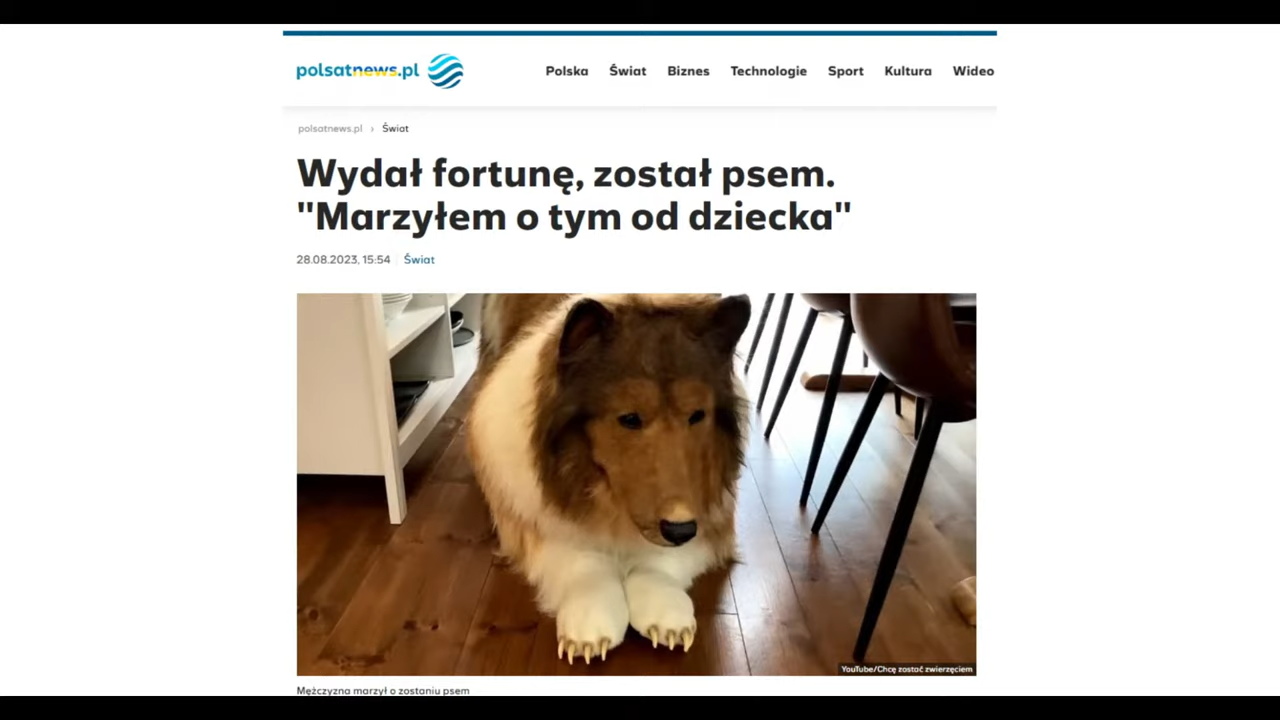 polsatnews.pl
Polska Świat Biznes Technologie Sport Kultura Wideo
polsatnews.pl › Świat
Wydał fortunę, został psem.
"Marzyłem o tym od dziecka"
28.08.2023, 15:54 Świat
YouTube/Chcę zostać zwierzęciem
Mężczyzna marzył o zostaniu psem